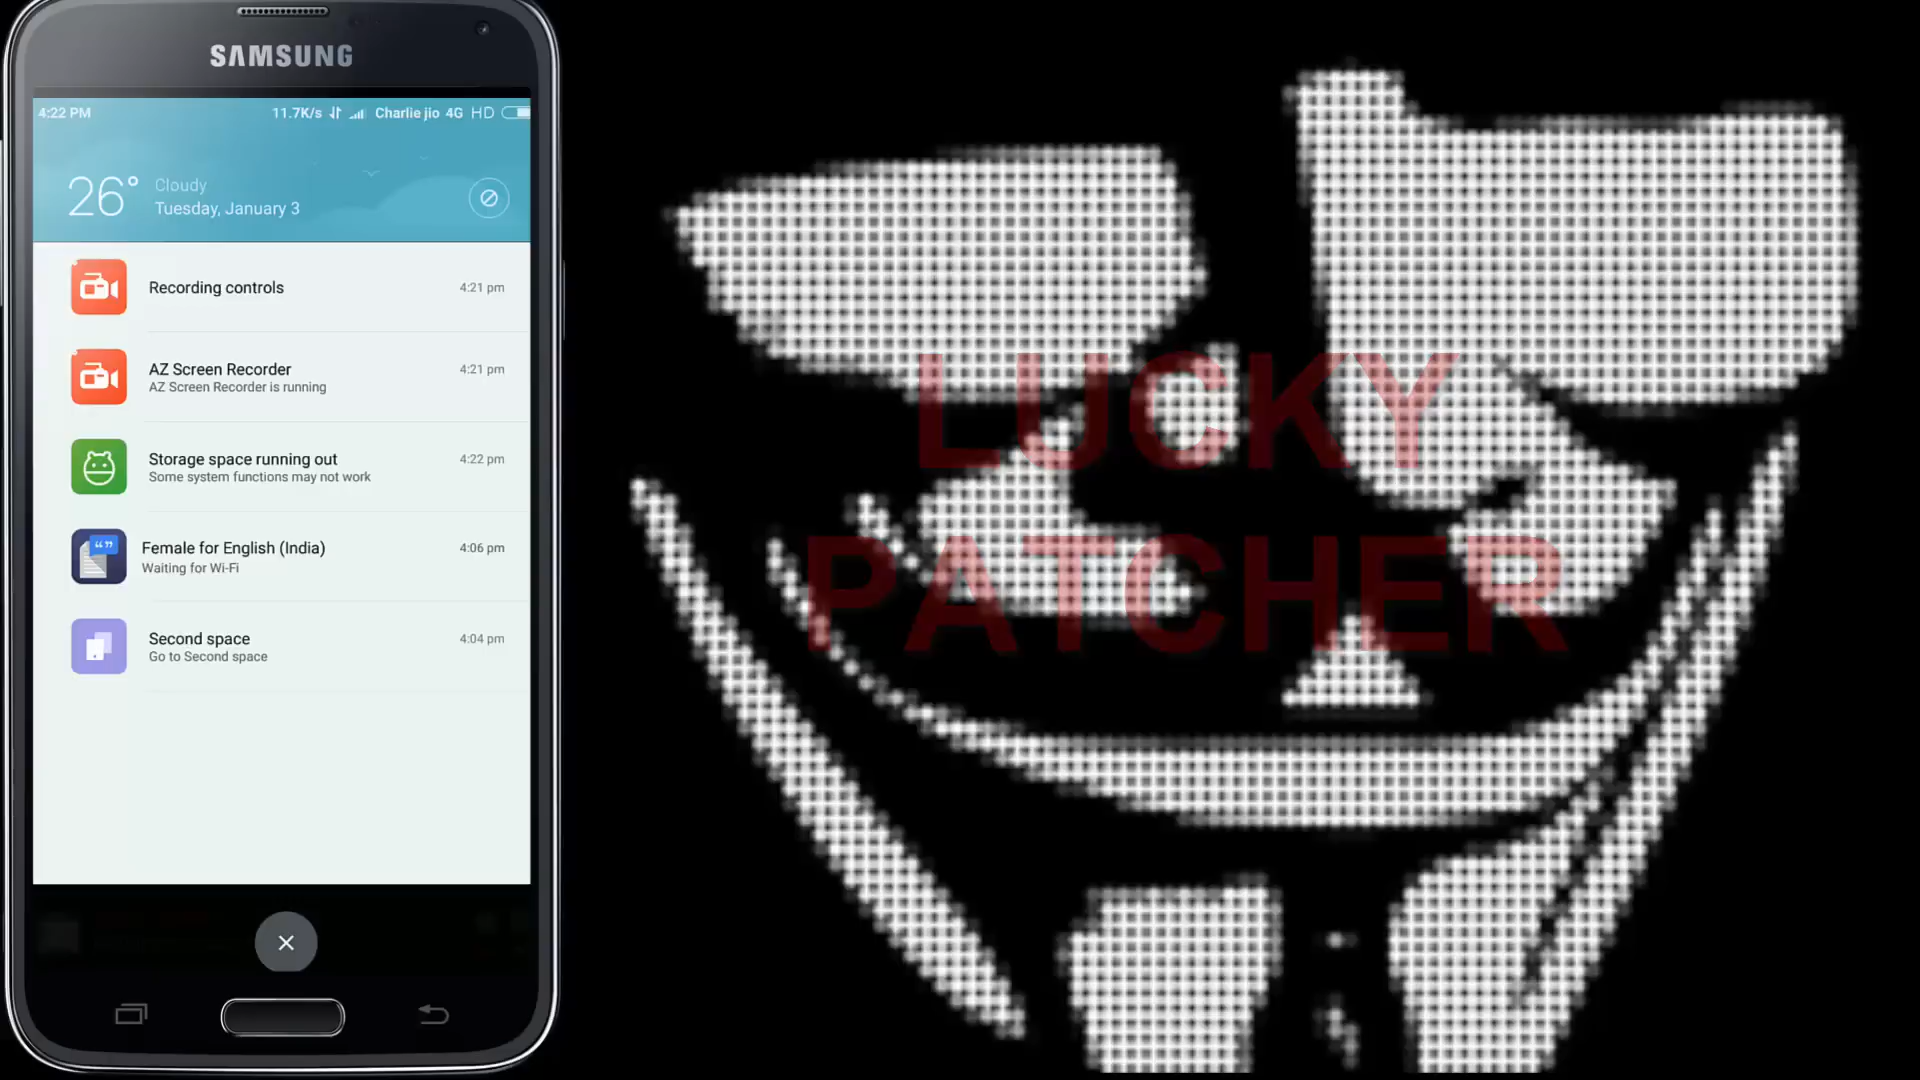 SAMSUNG
4:22 PM 11.7K/s Charlie jio 4G HD
26° Cloudy
Tuesday, January 3
Recording controls 4:21 pm
AZ Screen Recorder 4:21 pm
AZ Screen Recorder is running
Storage space running out 4:22 pm
Some system functions may not work
Female for English (India) 4:06 pm
Waiting for Wi-Fi
Second space 4:04 pm
Go to Second space
LUCKY
PATCHER